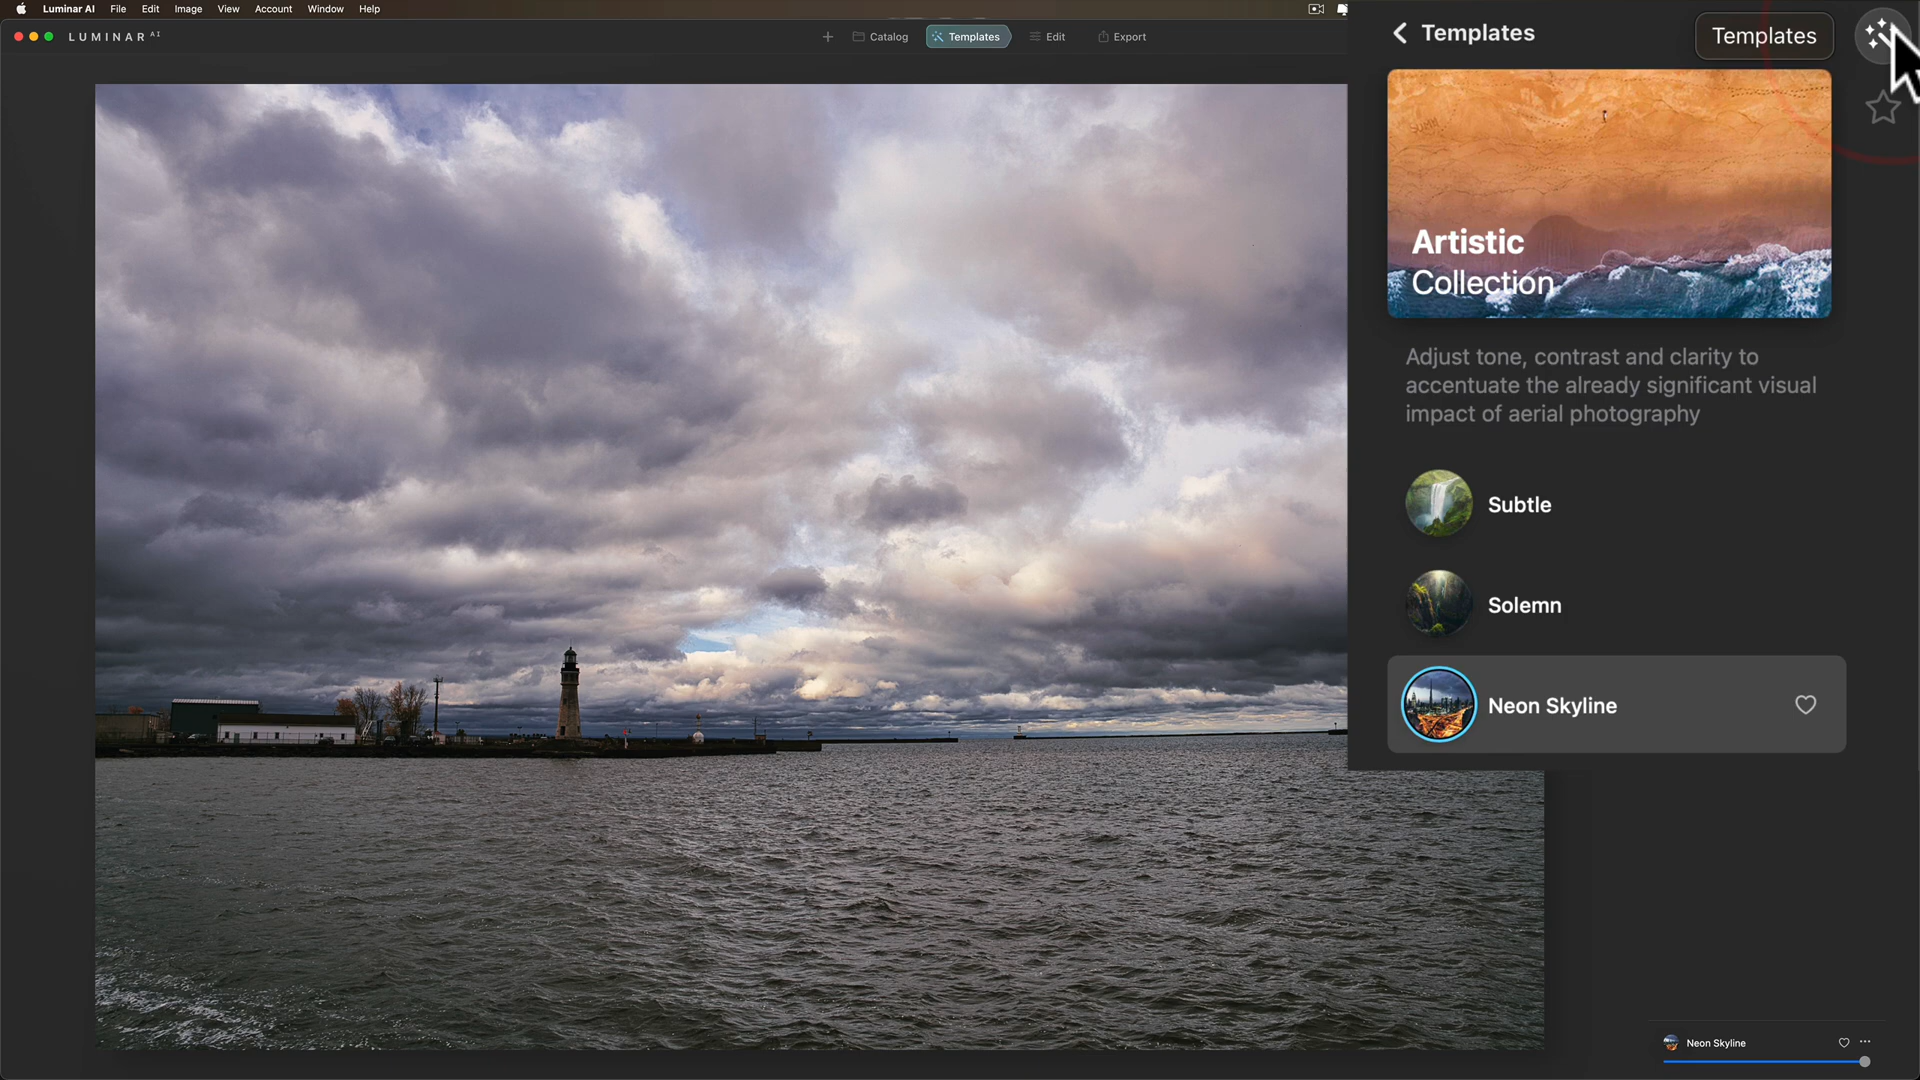 Luminar AI File Edit Image View Account Window Help
LUMINAR AI
Catalog Templates Edit Export
Templates Templates
Artistic
Collection
Adjust tone, contrast and clarity to
accentuate the already significant visual
impact of aerial photography
Subtle
Solemn
Neon Skyline
Neon Skyline